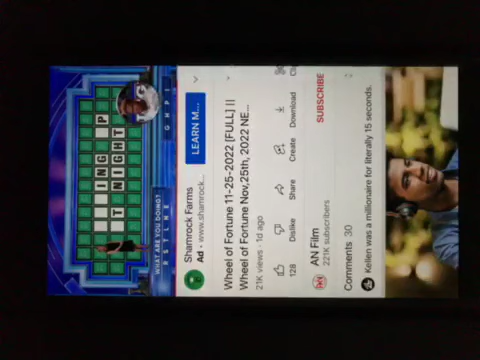 ING P
IT NIGHT
WHAT ARE YOU DOING?
R S T L N E
G H P I
Shamrock Farms
Ad • www.shamrock...
LEARN M...
Wheel of Fortune 11-25-2022 [FULL] ||
Wheel of Fortune Nov,25th, 2022 NE...
21K views · 1d ago
128
Dislike
Share
Create
Download
Cli
AN Film
221K subscribers
SUBSCRIBE
Comments 30
Kellen was a millionaire for literally 15 seconds.